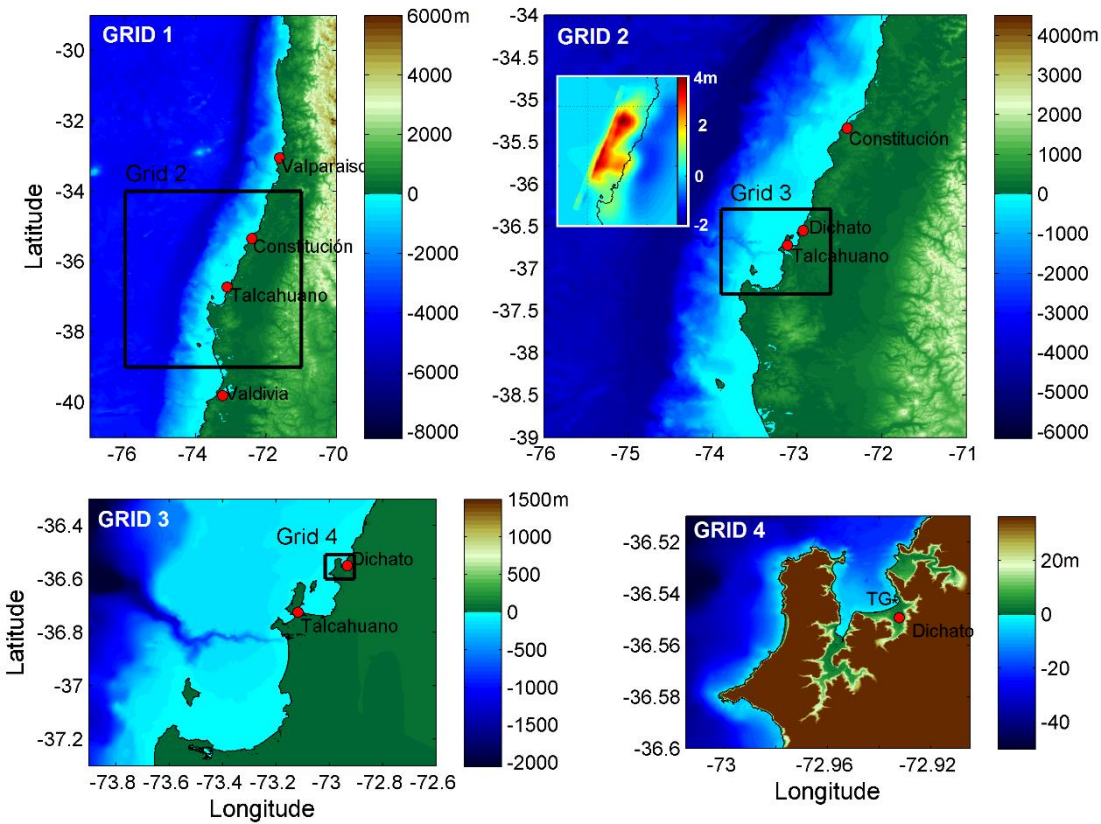 GRID 1
Grid 2
Valparaiso
Constitución
Talcahuano
Valdivia
Latitude
-30
-32
-34
-36
-38
-40
-76
-74
-72
-70
6000m
4000
2000
0
-2000
-4000
-6000
-8000
GRID 2
4m
2
0
-2
Grid 3
Constitución
Dichato
Talcahuano
-34
-34.5
-35
-35.5
-36
-36.5
-37
-37.5
-38
-38.5
-39
-76
-75
-74
-73
-72
-71
4000m
3000
2000
1000
0
-1000
-2000
-3000
-4000
-5000
-6000
GRID 3
Grid 4
Dichato
Talcahuano
Latitude
-36.4
-36.6
-36.8
-37
-37.2
-73.8
-73.6
-73.4
-73.2
-73
-72.8
-72.6
Longitude
1500m
1000
500
0
-500
-1000
-1500
-2000
GRID 4
TG
Dichato
-36.52
-36.54
-36.56
-36.58
-36.6
-73
-72.96
-72.92
Longitude
20m
0
-20
-40